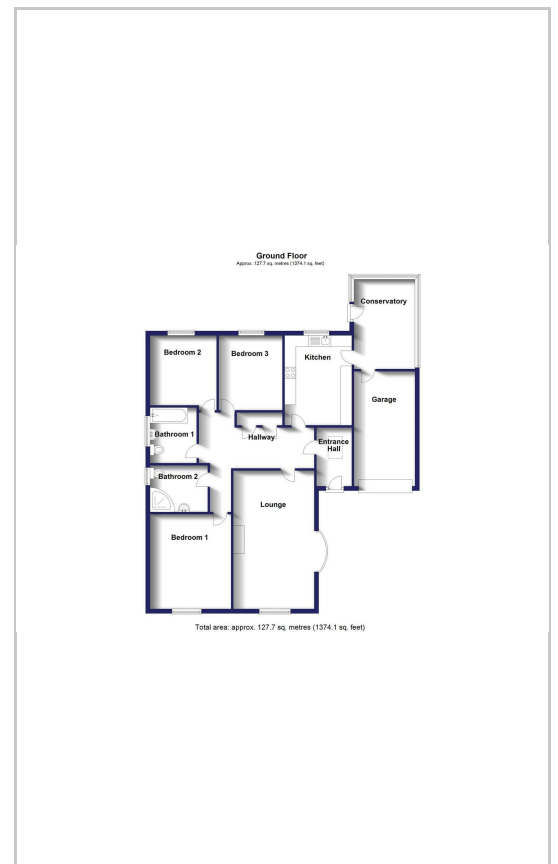 Ground Floor
Approx. 127.7 sq. metres (1374.1 sq. feet)
Conservatory
Bedroom 2
Bedroom 3
Kitchen
Garage
Bathroom 1
Hallway
Entrance
Hall
Bathroom 2
Lounge
Bedroom 1
Total area: approx. 127.7 sq. metres (1374.1 sq. feet)